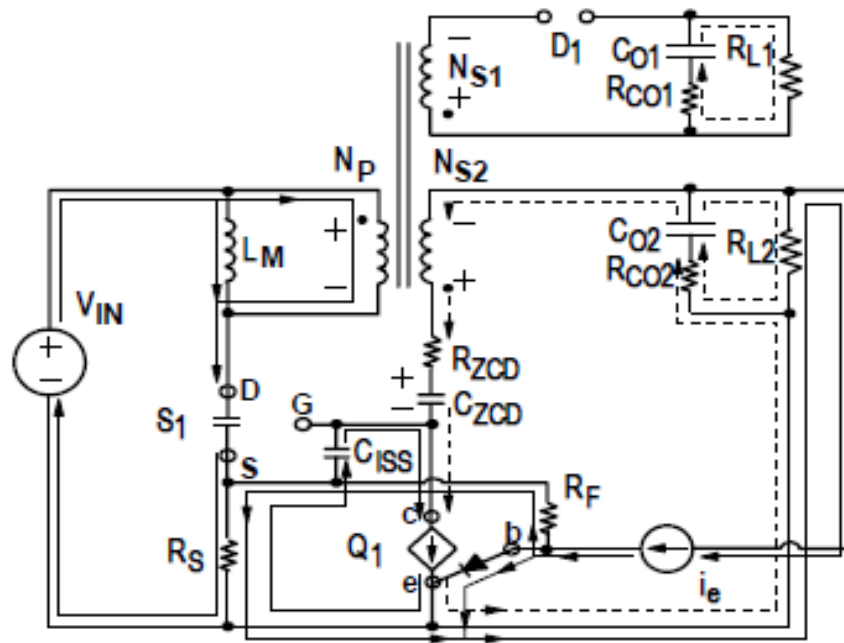 D1
CO1
RL1
NS1
RCO1
NP
NS2
CO2
RL2
LM
RCO2
VIN
RZCD
D
G
CZCD
S1
S
CISS
RF
c
b
RS
Q1
e
ie